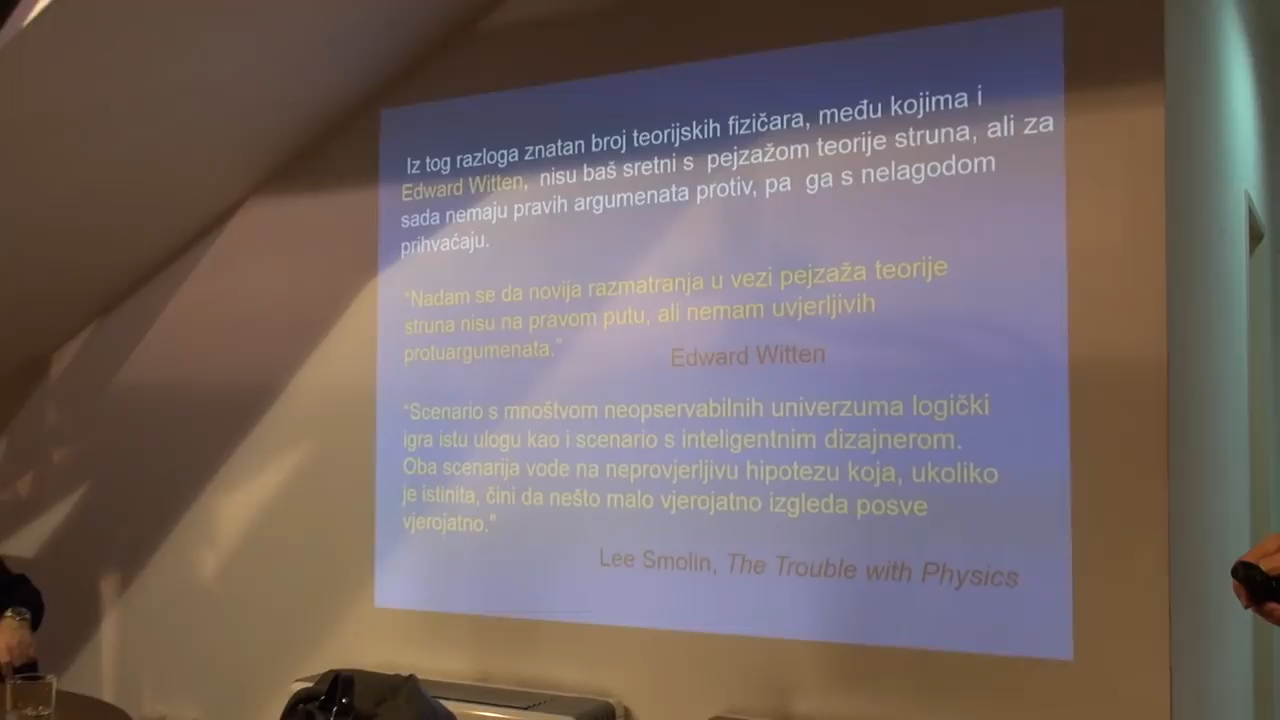 Iz tog razloga znatan broj teorijskih fizičara, među kojima i
Edward Witten, nisu baš sretni s pejzažom teorije struna, ali za
sada nemaju pravih argumenata protiv, pa ga s nelagodom
prihvaćaju.
"Nadam se da novija razmatranja u vezi pejzaža teorije
struna nisu na pravom putu, ali nemam uvjerljivih
protuargumenata."
Edward Witten
"Scenario s mnoštvom neopservabilnih univerzuma logički
igra istu ulogu kao i scenario s inteligentnim dizajnerom.
Oba scenarija vode na neprovjerljivu hipotezu koja, ukoliko
je istinita, čini da nešto malo vjerojatno izgleda posve
vjerojatno."
Lee Smolin, The Trouble with Physics